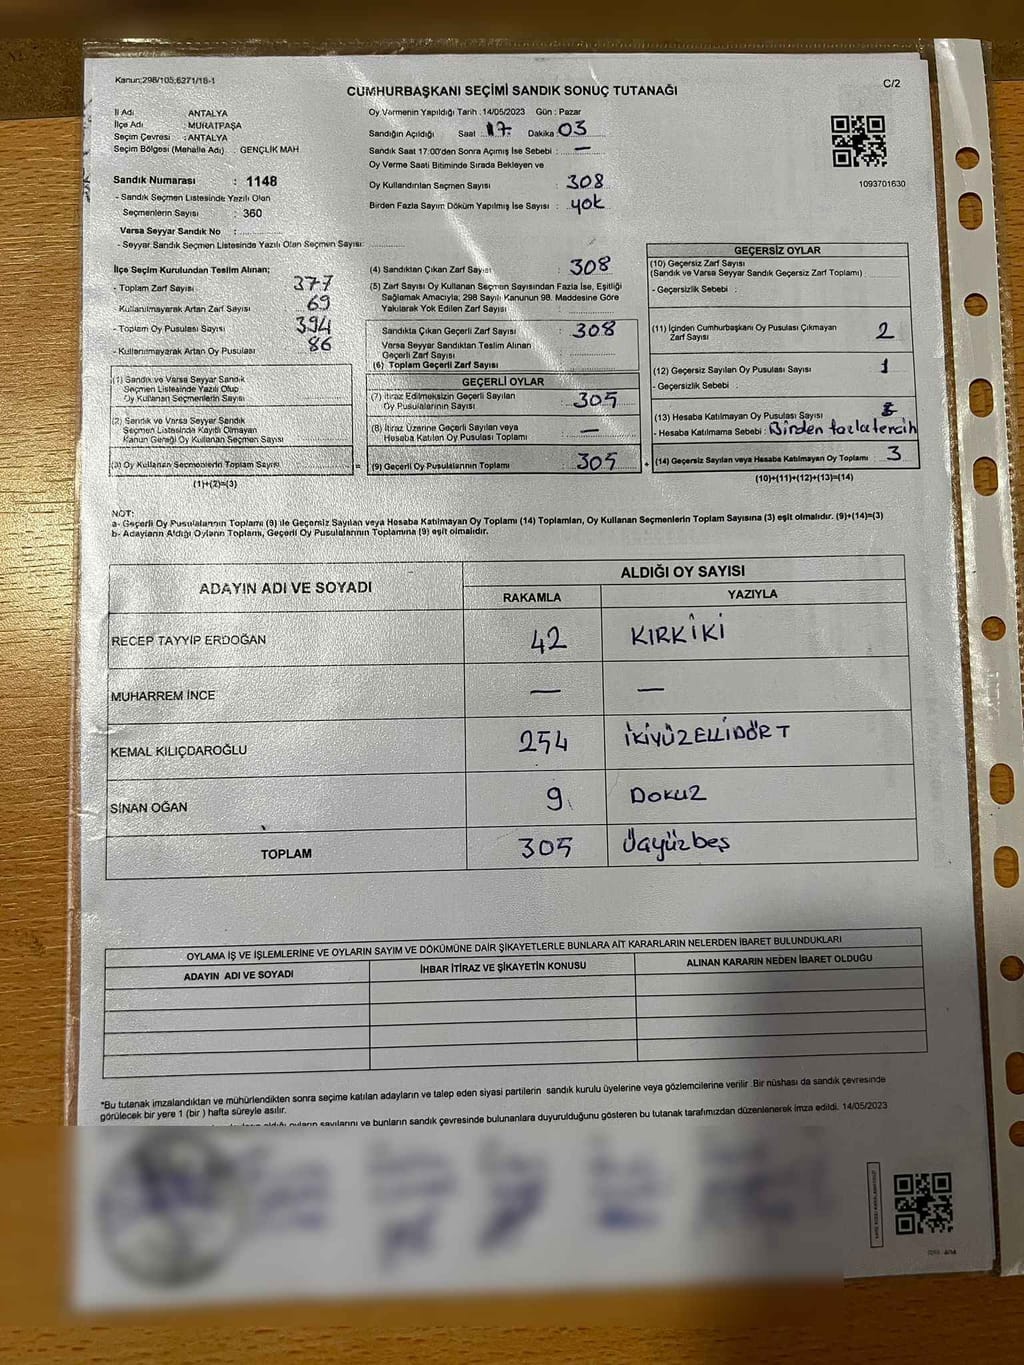 Kanun:298/105;6271/18-1
CUMHURBAŞKANI SEÇİMİ SANDIK SONUÇ TUTANAĞI
C/2
İl Adı ANTALYA
İlçe Adı : MURATPAŞA
Seçim Çevresi : ANTALYA
Seçim Bölgesi (Mahalle Adı) : GENÇLİK MAH.
Sandık Numarası : 1148
- Sandık Seçmen Listesinde Yazılı Olan
Seçmenlerin Sayısı : 360
Varsa Seyyar Sandık No :
- Seyyar Sandık Seçmen Listesinde Yazılı Olan Seçmen Sayısı:
Oy Vermenin Yapıldığı Tarih : 14/05/2023 Gün : Pazar
Sandığın Açıldığı Saat 17 Dakika 03
Sandık Saat 17:00'den Sonra Açımış İse Sebebi : —
Oy Verme Saati Bitiminde Sırada Bekleyen ve
Oy Kullandırılan Seçmen Sayısı : 308
Birden Fazla Sayım Döküm Yapılmış İse Sayısı : yok
1093701630
İlçe Seçim Kurulundan Teslim Alınan;
- Toplam Zarf Sayısı : 377
- Kullanılmayarak Artan Zarf Sayısı : 69
- Toplam Oy Pusulası Sayısı : 394
- Kullanılmayarak Artan Oy Pusulası 86
(1) Sandık ve Varsa Seyyar Sandık
Seçmen Listesinde Yazılı Olup
Oy Kullanan Seçmenlerin Sayısı
(2) Sandık ve Varsa Seyyar Sandık
Seçmen Listesinde Kayıtlı Olmayan
Kanun Gereği Oy Kullanan Seçmen Sayısı
(3) Oy Kullanan Seçmenlerin Toplam Sayısı =
(1)+(2)=(3)
(4) Sandıktan Çıkan Zarf Sayısı : 308
(5) Zarf Sayısı Oy Kullanan Seçmen Sayısından Fazla İse, Eşitliği
Sağlamak Amacıyla; 298 Sayılı Kanunun 98. Maddesine Göre
Yakılarak Yok Edilen Zarf Sayısı :
Sandıkta Çıkan Geçerli Zarf Sayısı : 308
Varsa Seyyar Sandıktan Teslim Alınan
Geçerli Zarf Sayısı
(6) Toplam Geçerli Zarf Sayısı
GEÇERLİ OYLAR
(7) İtiraz Edilmeksizin Geçerli Sayılan
Oy Pusulalarının Sayısı : 305
(8) İtiraz Üzerine Geçerli Sayılan veya
Hesaba Katılan Oy Pusulası Toplamı : —
(9) Geçerli Oy Pusulalarının Toplamı : 305 +
GEÇERSİZ OYLAR
(10) Geçersiz Zarf Sayısı
(Sandık ve Varsa Seyyar Sandık Geçersiz Zarf Toplamı) :
- Geçersizlik Sebebi :
(11) İçinden Cumhurbaşkanı Oy Pusulası Çıkmayan
Zarf Sayısı 2
(12) Geçersiz Sayılan Oy Pusulası Sayısı : 1
- Geçersizlik Sebebi :
(13) Hesaba Katılmayan Oy Pusulası Sayısı
- Hesaba Katılmama Sebebi : Birden fazla tercih
(14) Geçersiz Sayılan veya Hesaba Katılmayan Oy Toplamı : 3
(10)+(11)+(12)+(13)=(14)
NOT:
a- Geçerli Oy Pusulalarının Toplamı (9) ile Geçersiz Sayılan veya Hesaba Katılmayan Oy Toplamı (14) Toplamları, Oy Kullanan Seçmenlerin Toplam Sayısına (3) eşit olmalıdır. (9)+(14)=(3)
b- Adayların Aldığı Oyların Toplamı, Geçerli Oy Pusulalarının Toplamına (9) eşit olmalıdır.
ADAYIN ADI VE SOYADI ALDIĞI OY SAYISI
RAKAMLA YAZIYLA
RECEP TAYYİP ERDOĞAN 42 KIRKİKİ
MUHARREM İNCE — —
KEMAL KILIÇDAROĞLU 254 İKİYÜZELLİDÖRT
SİNAN OĞAN 9 DOKUZ
TOPLAM 305 Üçyüzbeş
OYLAMA İŞ VE İŞLEMLERİNE VE OYLARIN SAYIM VE DÖKÜMÜNE DAİR ŞİKAYETLERLE BUNLARA AİT KARARLARIN NELERDEN İBARET BULUNDUKLARI
ADAYIN ADI VE SOYADI İHBAR İTİRAZ VE ŞİKAYETİN KONUSU ALINAN KARARIN NEDEN İBARET OLDUĞU
*Bu tutanak imzalandıktan ve mühürlendikten sonra seçime katılan adayların ve talep eden siyasi partilerin sandık kurulu üyelerine veya gözlemcilerine verilir .Bir nüshası da sandık çevresinde
görülecek bir yere 1 (bir ) hafta süreyle asılır.
oyların sayılarını ve bunların sandık çevresinde bulunanlara duyurulduğunu gösteren bu tutanak tarafımızdan düzenlenerek imza edildi. 14/05/2023